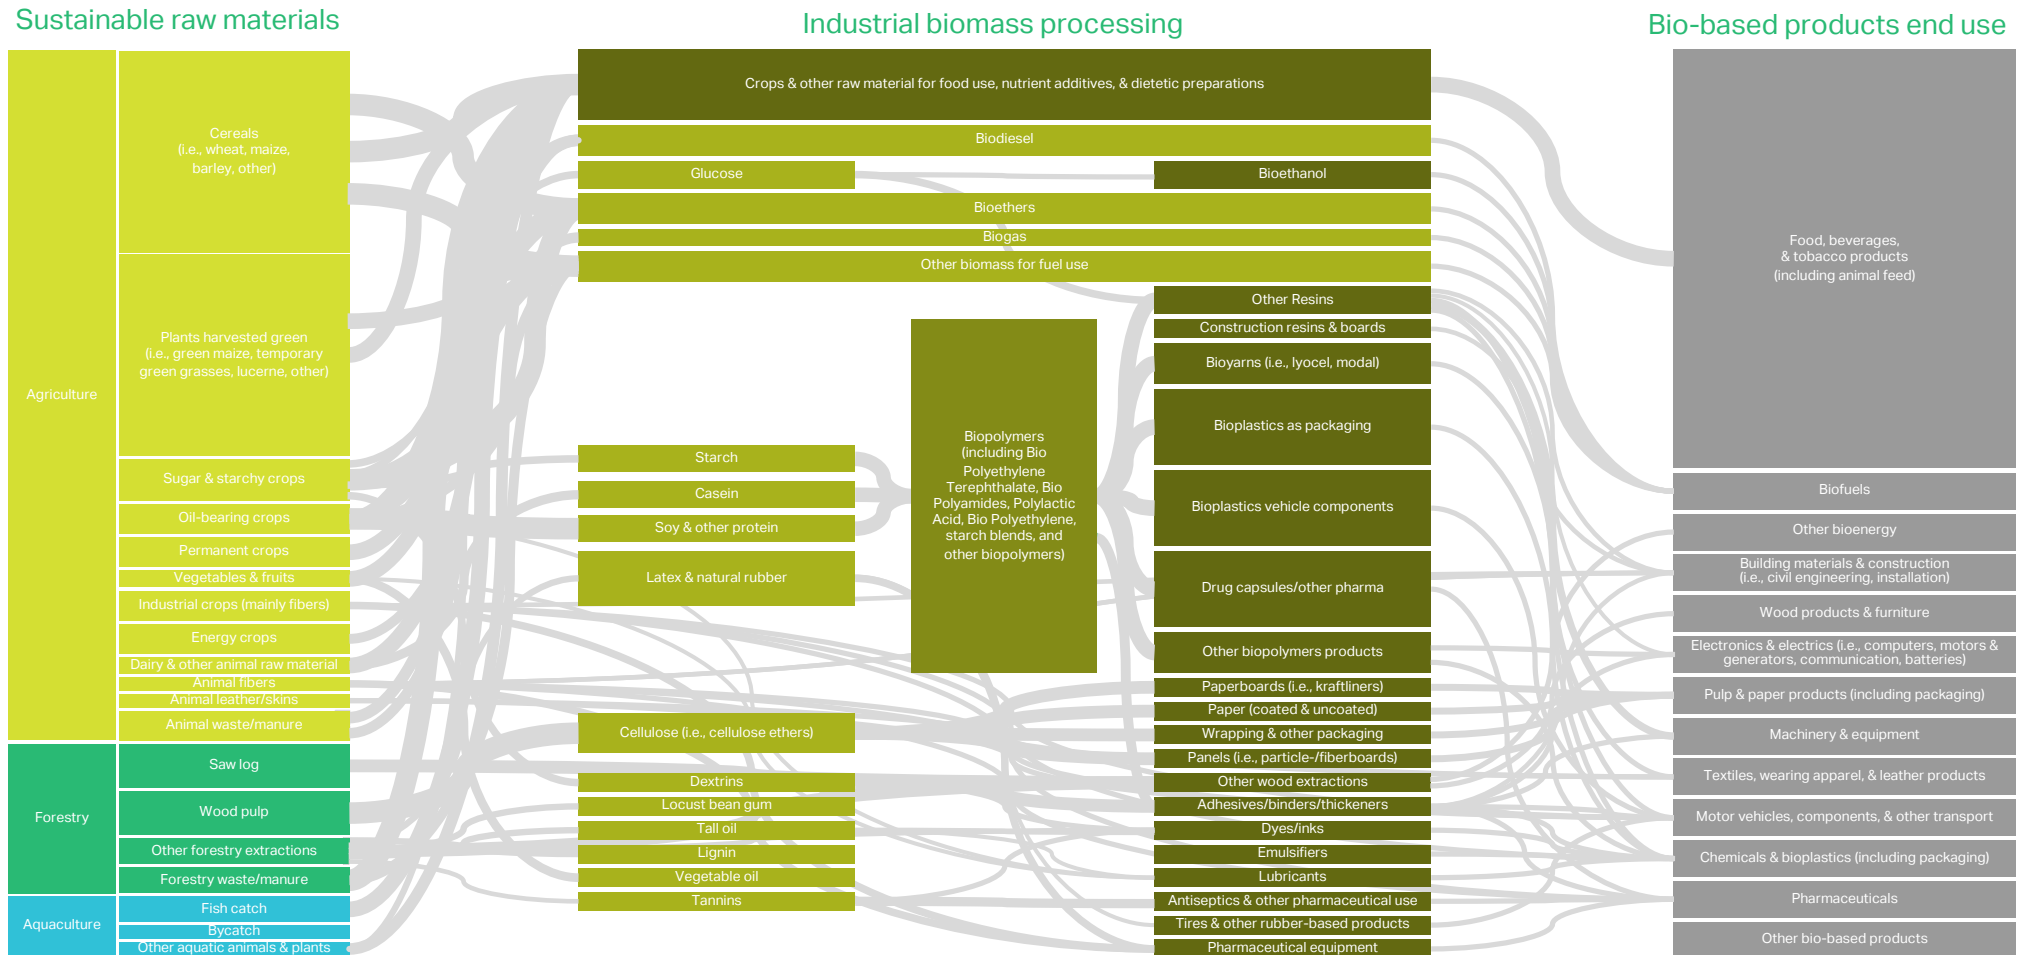 Sustainable raw materials
Industrial biomass processing
Bio-based products end use
Agriculture
Cereals
(i.e., wheat, maize,
barley, other)
Plants harvested green
(i.e., green maize, temporary
green grasses, lucerne, other)
Sugar & starchy crops
Oil-bearing crops
Permanent crops
Vegetables & fruits
Industrial crops (mainly fibers)
Energy crops
Dairy & other animal raw material
Animal fibers
Animal leather/skins
Animal waste/manure
Forestry
Saw log
Wood pulp
Other forestry extractions
Forestry waste/manure
Aquaculture
Fish catch
Bycatch
Other aquatic animals & plants
Crops & other raw material for food use, nutrient additives, & dietetic preparations
Biodiesel
Glucose
Bioethanol
Bioethers
Biogas
Other biomass for fuel use
Starch
Casein
Soy & other protein
Latex & natural rubber
Cellulose (i.e., cellulose ethers)
Dextrins
Locust bean gum
Tall oil
Lignin
Vegetable oil
Tannins
Biopolymers
(including Bio
Polyethylene
Terephthalate, Bio
Polyamides, Polylactic
Acid, Bio Polyethylene,
starch blends, and
other biopolymers)
Other Resins
Construction resins & boards
Bioyarns (i.e., lyocel, modal)
Bioplastics as packaging
Bioplastics vehicle components
Drug capsules/other pharma
Other biopolymers products
Paperboards (i.e., kraftliners)
Paper (coated & uncoated)
Wrapping & other packaging
Panels (i.e., particle-/fiberboards)
Other wood extractions
Adhesives/binders/thickeners
Dyes/inks
Emulsifiers
Lubricants
Antiseptics & other pharmaceutical use
Tires & other rubber-based products
Pharmaceutical equipment
Food, beverages,
& tobacco products
(including animal feed)
Biofuels
Other bioenergy
Building materials & construction
(i.e., civil engineering, installation)
Wood products & furniture
Electronics & electrics (i.e., computers, motors &
generators, communication, batteries)
Pulp & paper products (including packaging)
Machinery & equipment
Textiles, wearing apparel, & leather products
Motor vehicles, components, & other transport
Chemicals & bioplastics (including packaging)
Pharmaceuticals
Other bio-based products